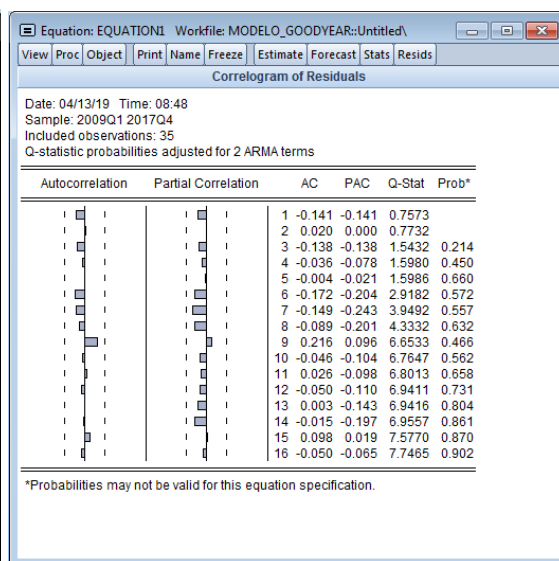 Equation: EQUATION1 Workfile: MODELO_GOODYEAR::Untitled\
View Proc Object Print Name Freeze Estimate Forecast Stats Resids
Correlogram of Residuals
Date: 04/13/19 Time: 08:48
Sample: 2009Q1 2017Q4
Included observations: 35
Q-statistic probabilities adjusted for 2 ARMA terms
Autocorrelation Partial Correlation AC PAC Q-Stat Prob*
1 -0.141 -0.141 0.7573
2 0.020 0.000 0.7732
3 -0.138 -0.138 1.5432 0.214
4 -0.036 -0.078 1.5980 0.450
5 -0.004 -0.021 1.5986 0.660
6 -0.172 -0.204 2.9182 0.572
7 -0.149 -0.243 3.9492 0.557
8 -0.089 -0.201 4.3332 0.632
9 0.216 0.096 6.6533 0.466
10 -0.046 -0.104 6.7647 0.562
11 0.026 -0.098 6.8013 0.658
12 -0.050 -0.110 6.9411 0.731
13 0.003 -0.143 6.9416 0.804
14 -0.015 -0.197 6.9557 0.861
15 0.098 0.019 7.5770 0.870
16 -0.050 -0.065 7.7465 0.902
*Probabilities may not be valid for this equation specification.